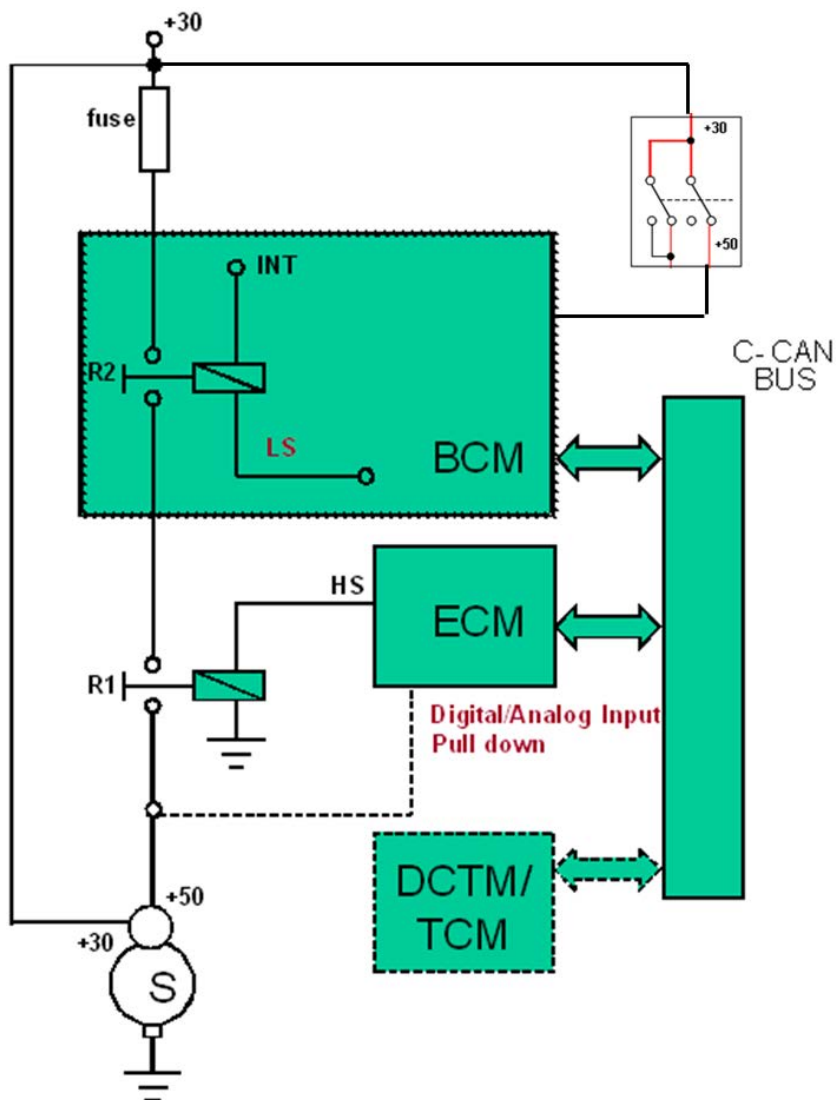 +30
fuse
+30
+50
INT
R2
LS
BCM
C-CAN
BUS
HS
ECM
R1
Digital/Analog Input
Pull down
DCTM/
TCM
+50
+30
S